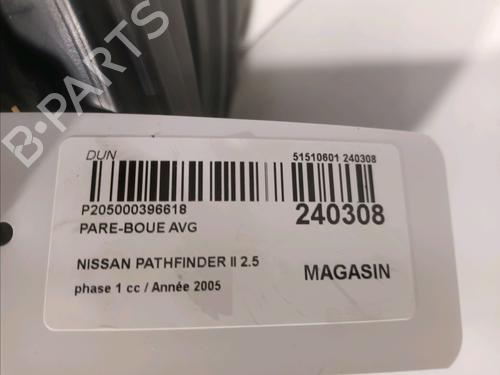 B-PARTS
DUN
51510601 240308
P205000396618
240308
PARE-BOUE AVG
NISSAN PATHFINDER II 2.5
MAGASIN
phase 1 cc / Année 2005